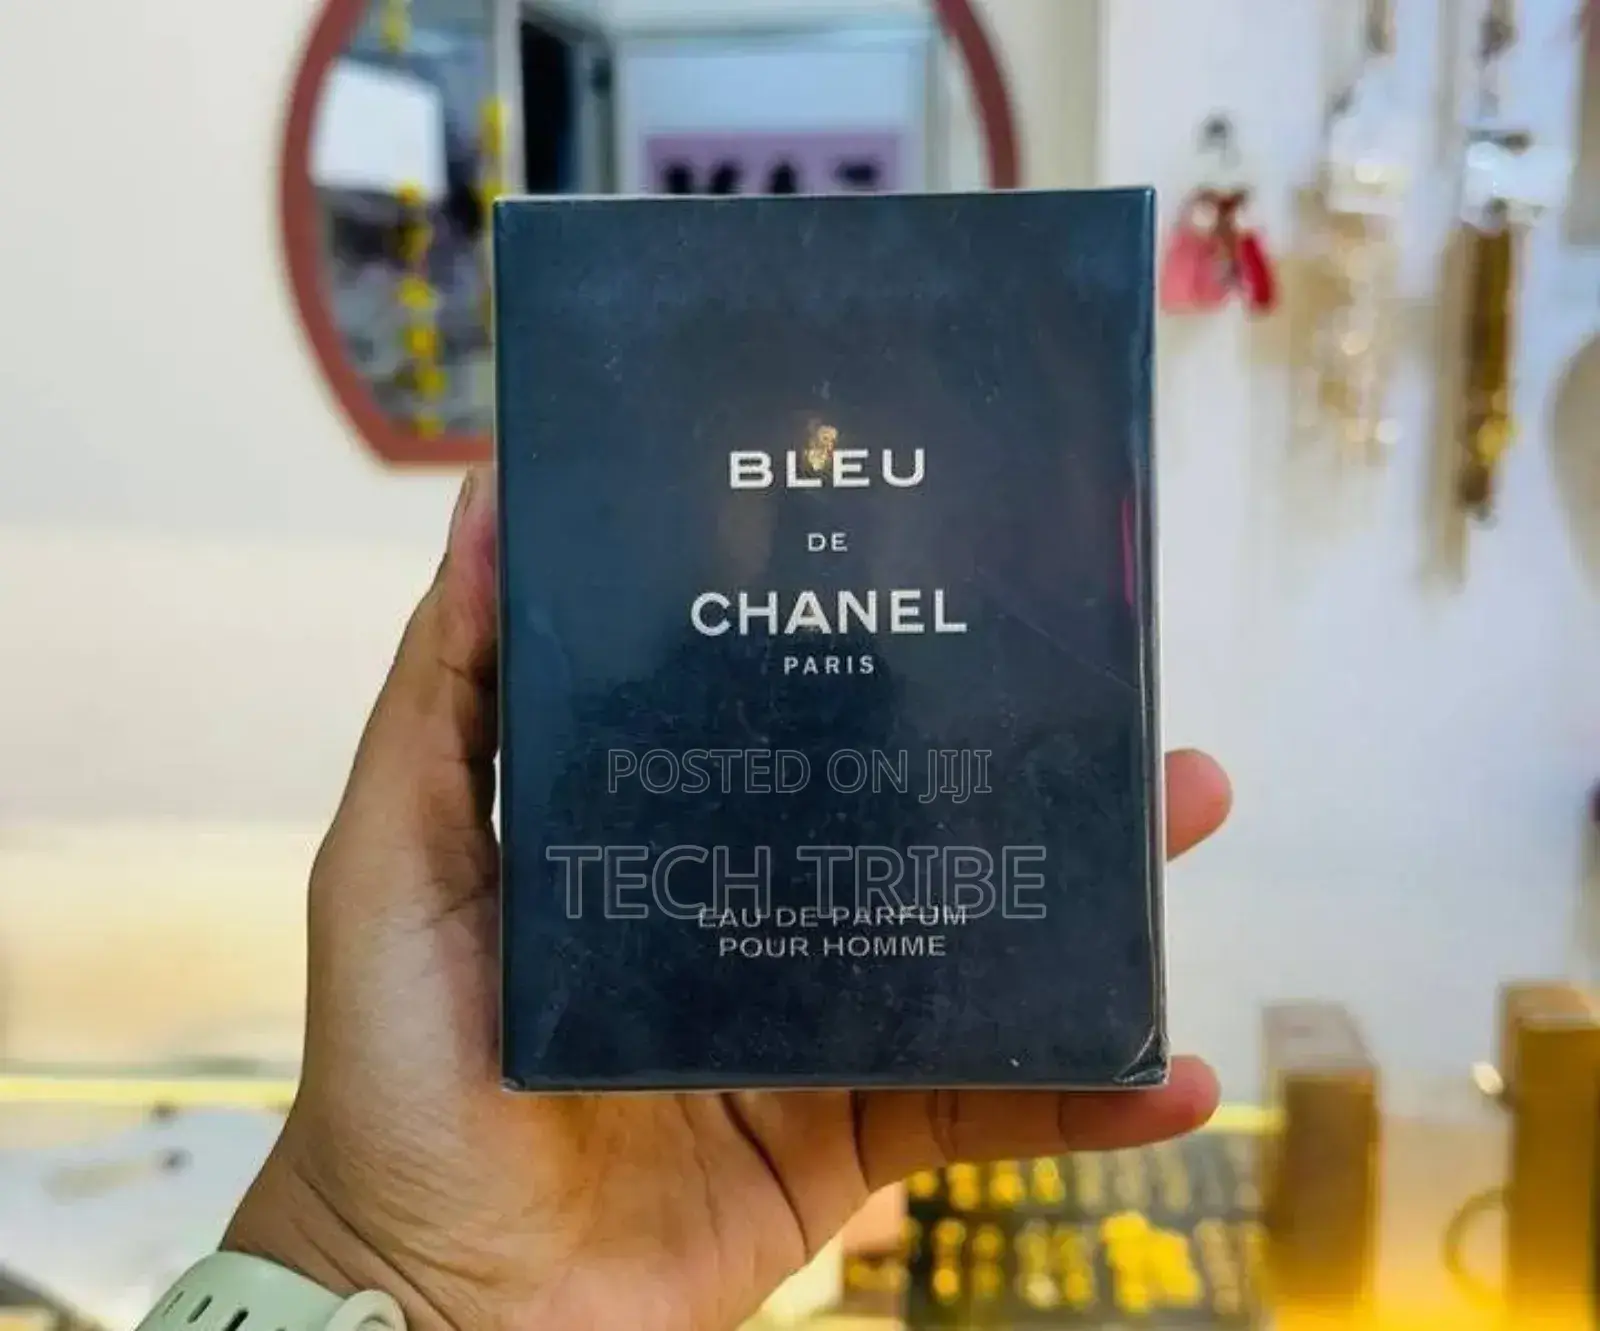 BLEU
DE
CHANEL
PARIS
POSTED ON JIJI
TECH TRIBE
EAU DE PARFUM
POUR HOMME